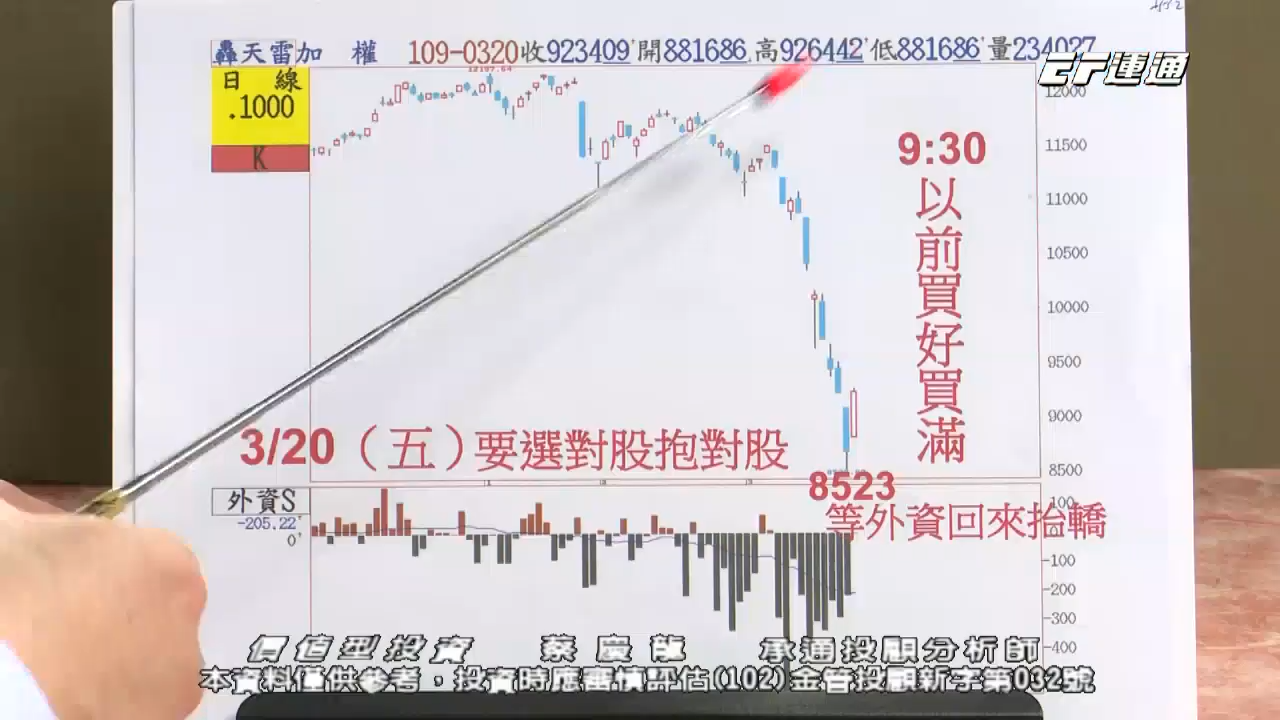 轟天雷加 權 109-0320收923409'開881686.高926442'低881686'量234027
ET運通
日 線
.1000
K
12000
11500
11000
10500
10000
9500
9000
8500
9:30
以前買好買滿
3/20（五）要選對股抱對股
8523
等外資回來抬轎
外資S
-205.22'
0'
100
0
-100
-200
-300
-400
價值型投資 蔡慶龍 承通投顧分析師
本資料僅供參考，投資時應審慎評估(102)金管投顧新字第032號